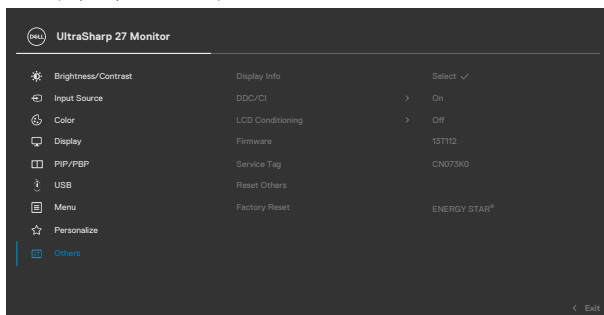 DELL UltraSharp 27 Monitor
Brightness/Contrast Display Info Select ✓
Input Source DDC/CI > On
Color LCD Conditioning > Off
Display Firmware 13T112
PIP/PBP Service Tag CN073K0
USB Reset Others
Menu Factory Reset ENERGY STAR®
Personalize
Others
< Exit